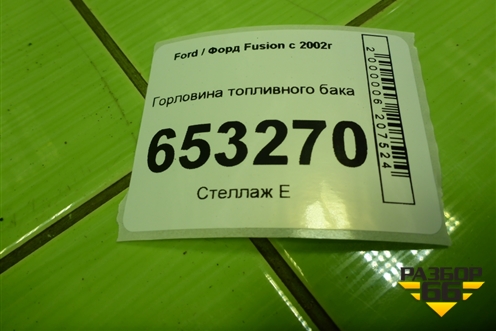 Ford / Форд Fusion с 2002г
Горловина топливного бака
653270
Стеллаж Е
2000006207524
РАЗБОР
66